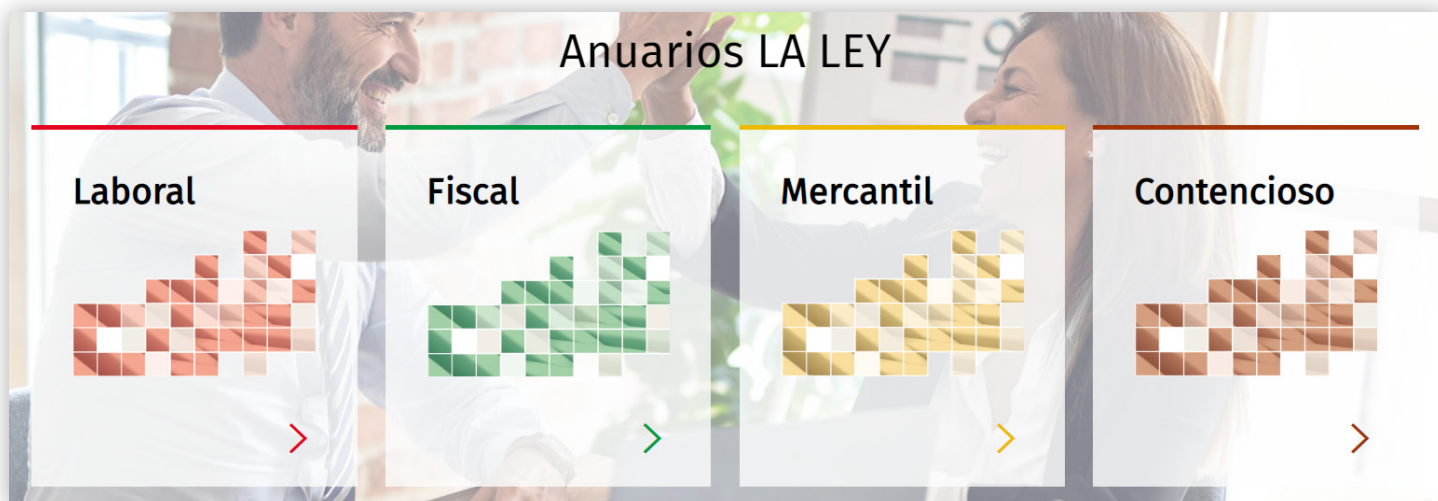 Anuarios LA LEY
Laboral
Fiscal
Mercantil
Contencioso